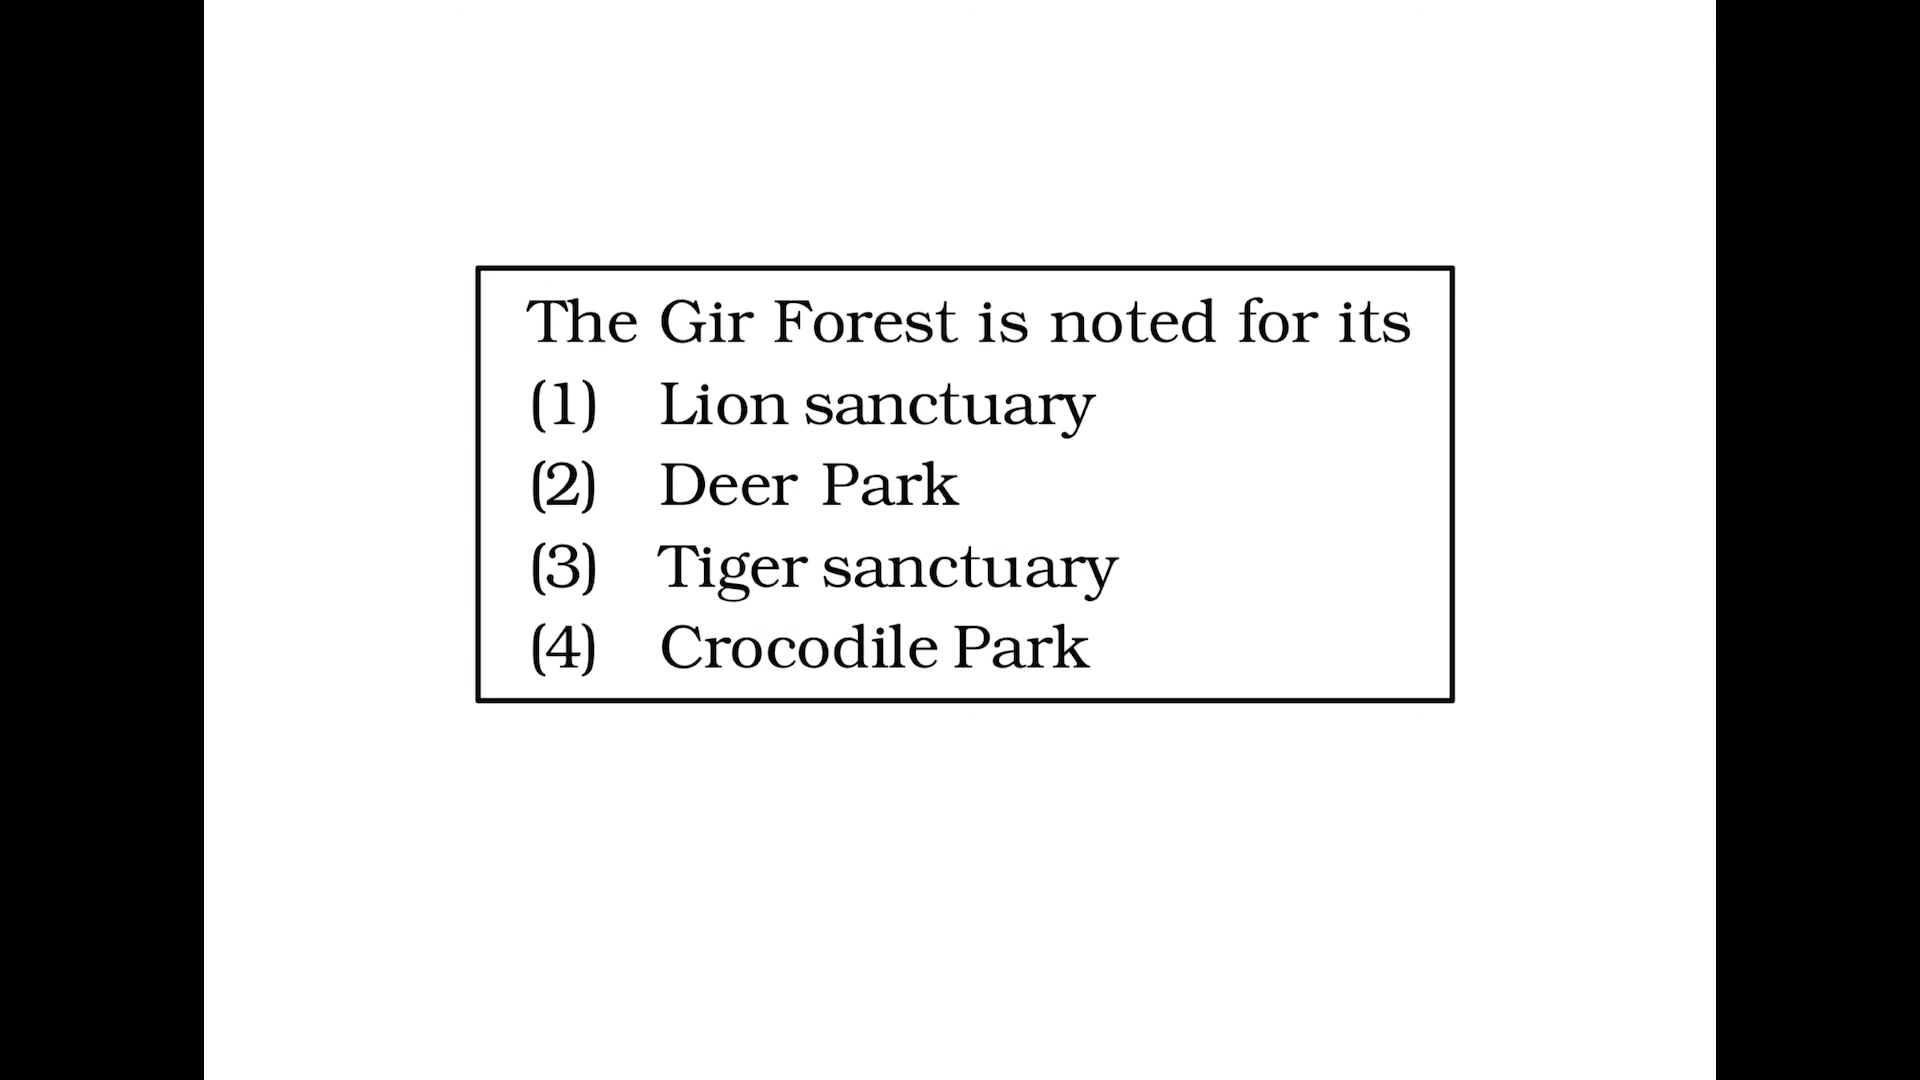 The Gir Forest is noted for its
(1) Lion sanctuary
(2) Deer Park
(3) Tiger sanctuary
(4) Crocodile Park